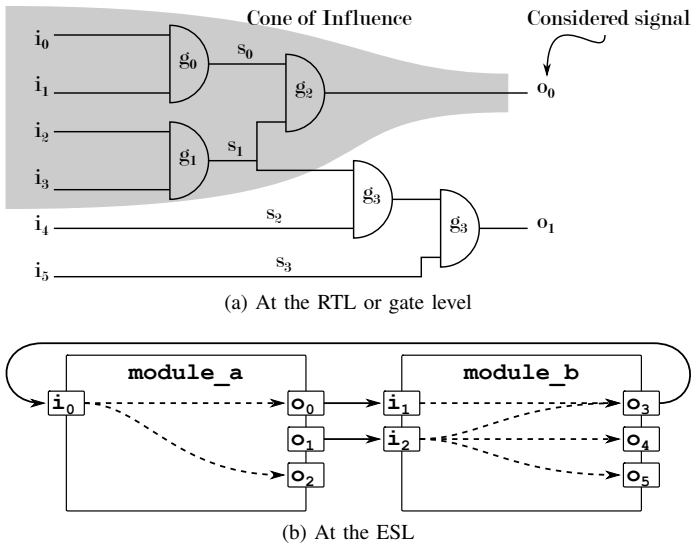 Cone of Influence
Considered signal
i₀
g₀
s₀
g₂
i₁
o₀
i₂
g₁
s₁
i₃
g₃
s₂
i₄
g₃
o₁
s₃
i₅
(a) At the RTL or gate level
module_a
module_b
i₀
o₀
i₁
o₃
o₁
i₂
o₄
o₂
o₅
(b) At the ESL